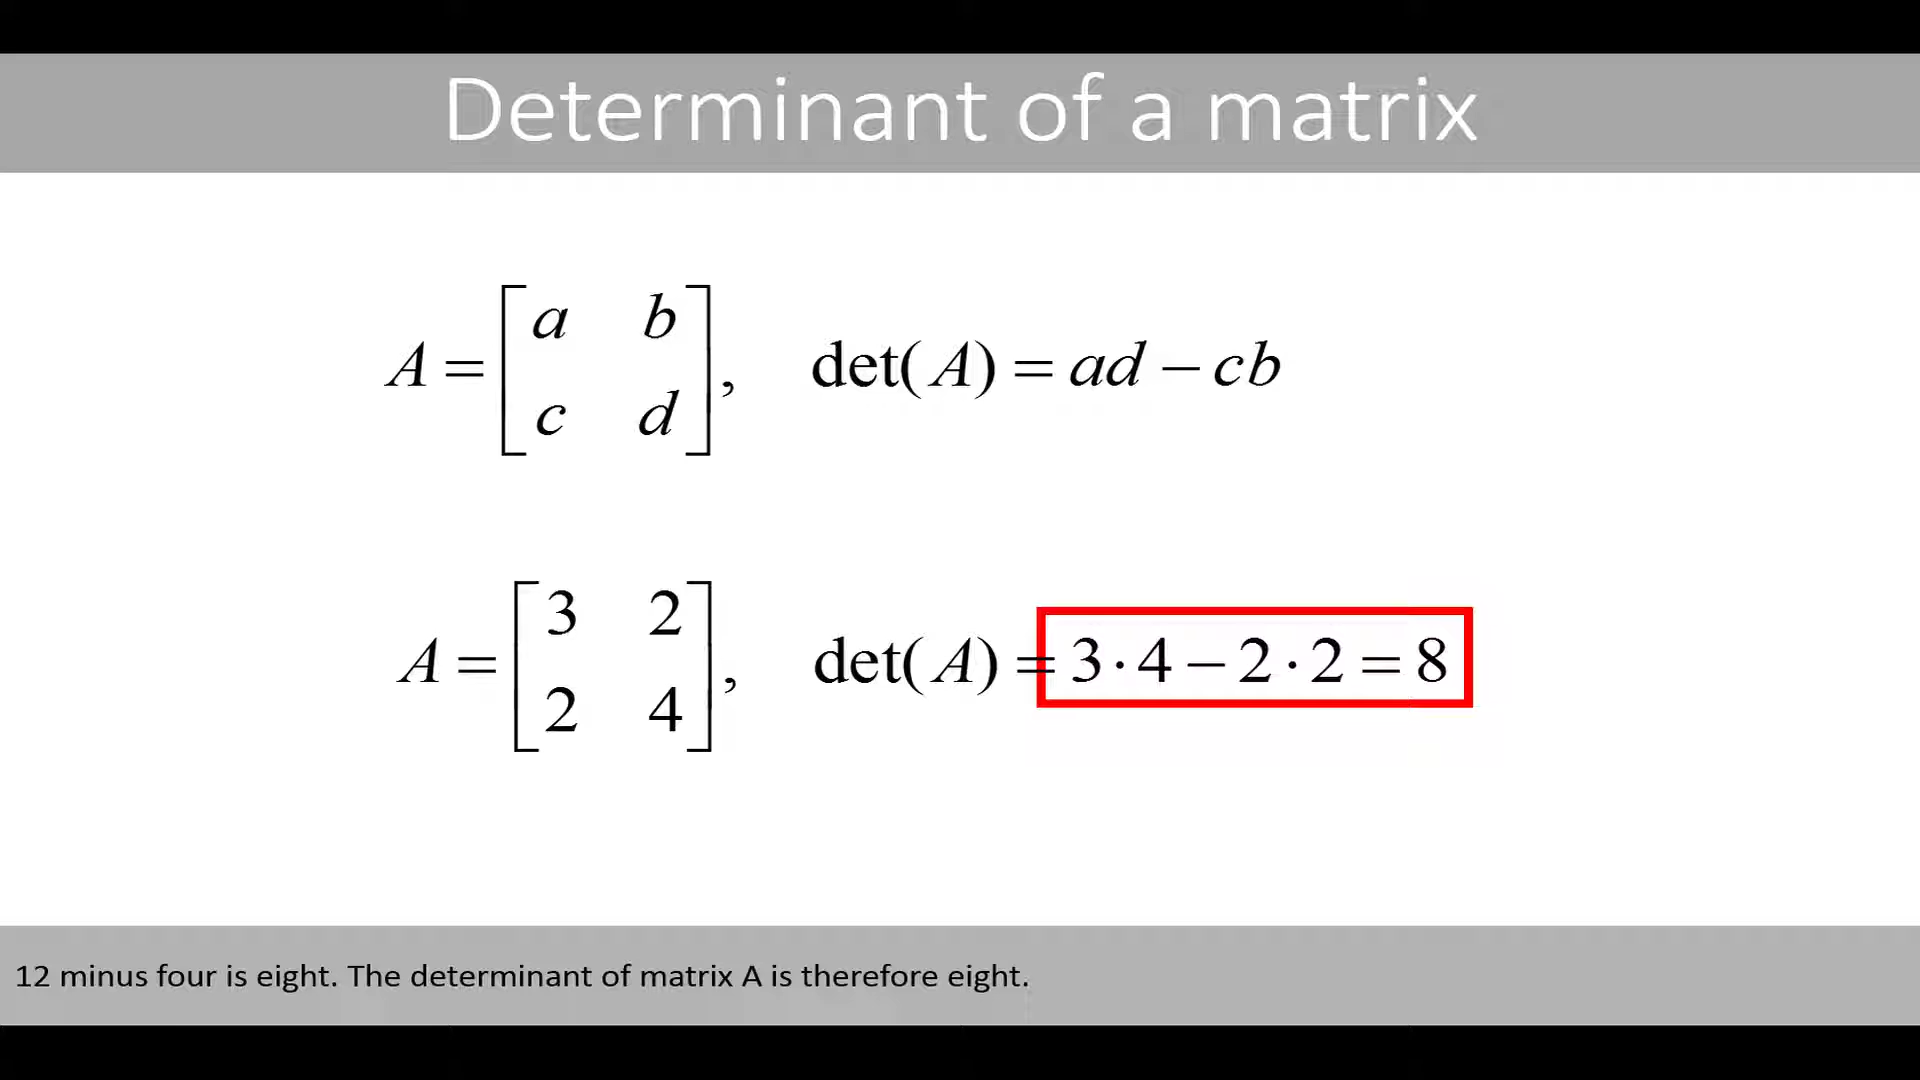 Determinant of a matrix
A = [ a b
c d ], det(A) = ad − cb
A = [ 3 2
2 4 ], det(A) = 3 · 4 − 2 · 2 = 8
12 minus four is eight. The determinant of matrix A is therefore eight.